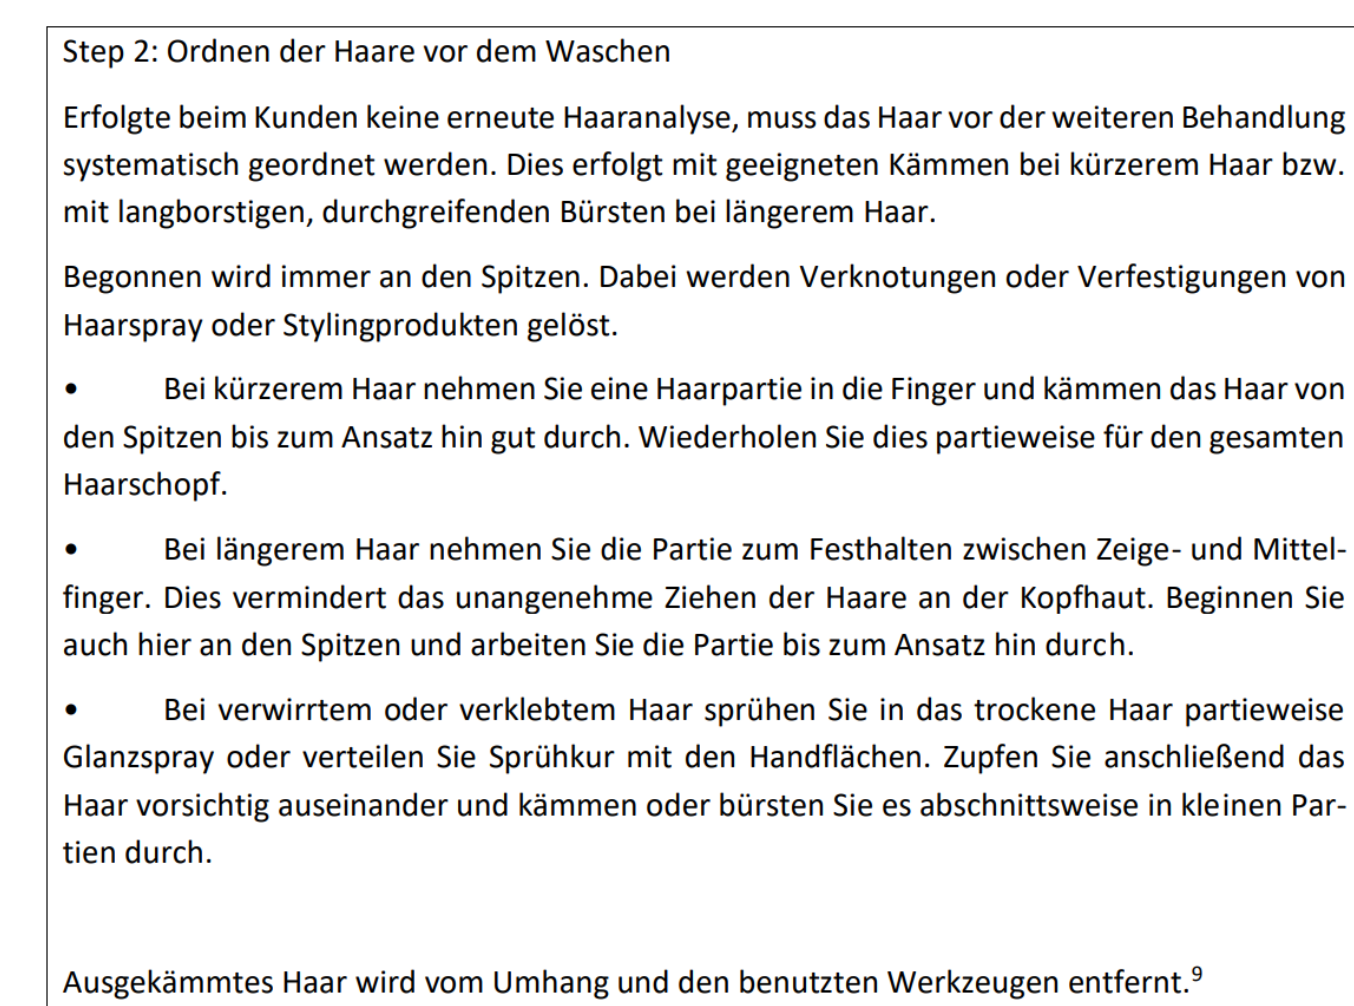 Step 2: Ordnen der Haare vor dem Waschen
Erfolgte beim Kunden keine erneute Haaranalyse, muss das Haar vor der weiteren Behandlung
systematisch geordnet werden. Dies erfolgt mit geeigneten Kämmen bei kürzerem Haar bzw.
mit langborstigen, durchgreifenden Bürsten bei längerem Haar.
Begonnen wird immer an den Spitzen. Dabei werden Verknotungen oder Verfestigungen von
Haarspray oder Stylingprodukten gelöst.
• Bei kürzerem Haar nehmen Sie eine Haarpartie in die Finger und kämmen das Haar von
den Spitzen bis zum Ansatz hin gut durch. Wiederholen Sie dies partieweise für den gesamten
Haarschopf.
• Bei längerem Haar nehmen Sie die Partie zum Festhalten zwischen Zeige- und Mittel-
finger. Dies vermindert das unangenehme Ziehen der Haare an der Kopfhaut. Beginnen Sie
auch hier an den Spitzen und arbeiten Sie die Partie bis zum Ansatz hin durch.
• Bei verwirrtem oder verklebtem Haar sprühen Sie in das trockene Haar partieweise
Glanzspray oder verteilen Sie Sprühkur mit den Handflächen. Zupfen Sie anschließend das
Haar vorsichtig auseinander und kämmen oder bürsten Sie es abschnittsweise in kleinen Par-
tien durch.
Ausgekämmtes Haar wird vom Umhang und den benutzten Werkzeugen entfernt.⁹